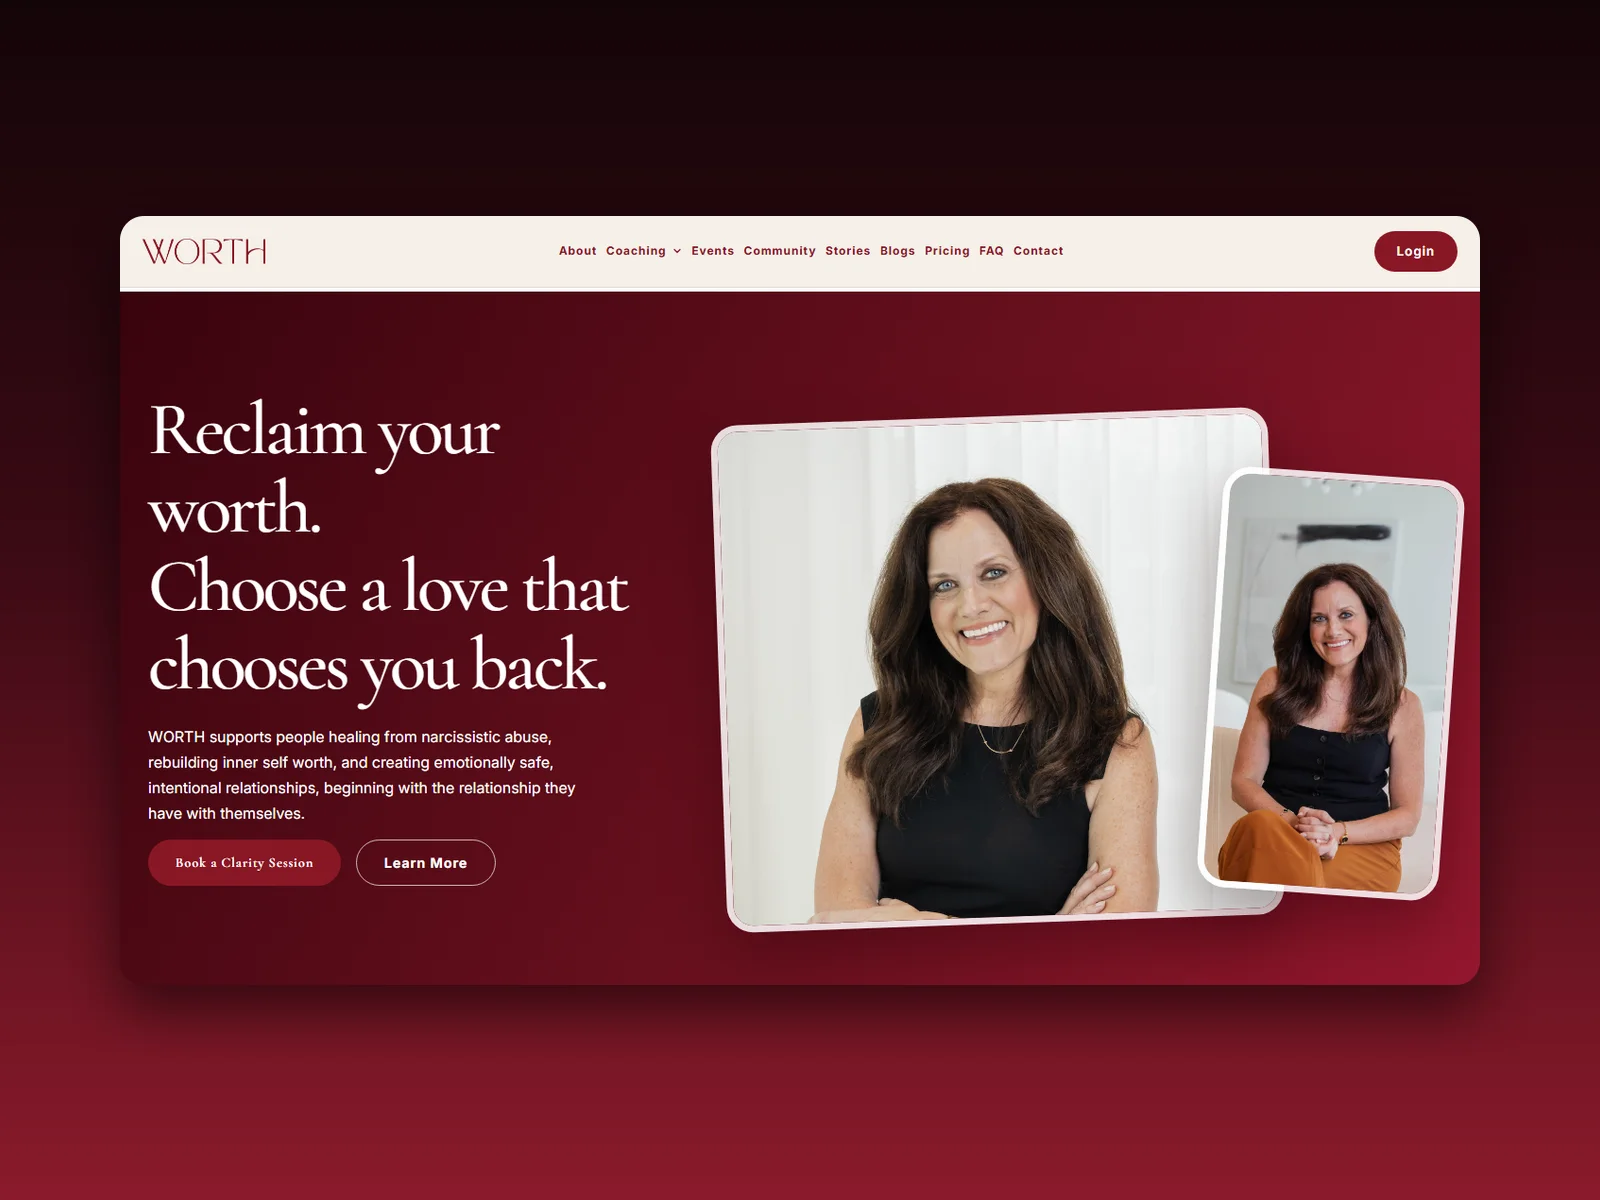 WORTH
About Coaching Events Community Stories Blogs Pricing FAQ Contact
Login
Reclaim your
worth.
Choose a love that
chooses you back.
WORTH supports people healing from narcissistic abuse,
rebuilding inner self worth, and creating emotionally safe,
intentional relationships, beginning with the relationship they
have with themselves.
Book a Clarity Session
Learn More